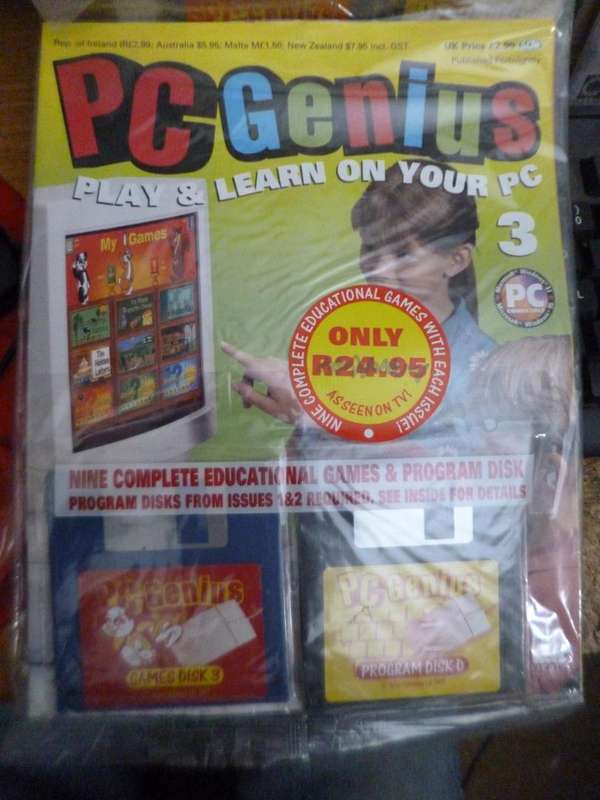 Rep. of Ireland IR£2.99, Australia $5.95, Malta M£1.50, New Zealand $7.95 incl. GST
UK Price £2.99
Published Fortnightly
PC Genius
PLAY & LEARN ON YOUR PC
3
My Games
PC
NINE COMPLETE EDUCATIONAL GAMES WITH EACH ISSUE!
ONLY
R24.95
AS SEEN ON TV!
NINE COMPLETE EDUCATIONAL GAMES & PROGRAM DISK
PROGRAM DISKS FROM ISSUES 1&2 REQUIRED. SEE INSIDE FOR DETAILS
PC Genius
GAMES DISK 3
PC Genius
PROGRAM DISK D